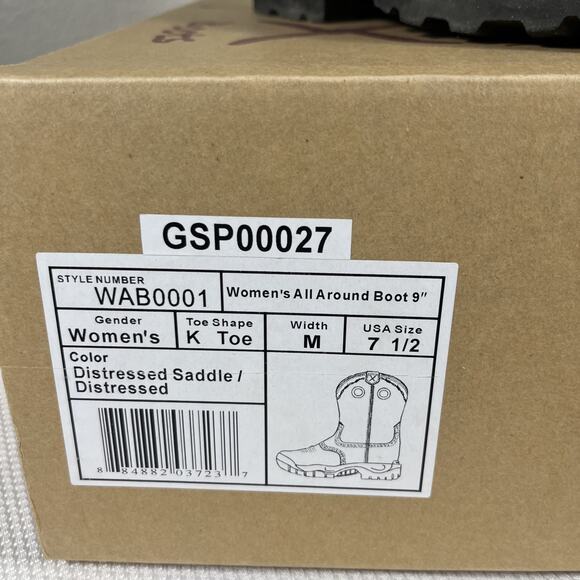 GSP00027
STYLE NUMBER
WAB0001
Women's All Around Boot 9"
Gender
Women's
Toe Shape
K Toe
Width
M
USA Size
7 1/2
Color
Distressed Saddle /
Distressed
8 84882 03723 7